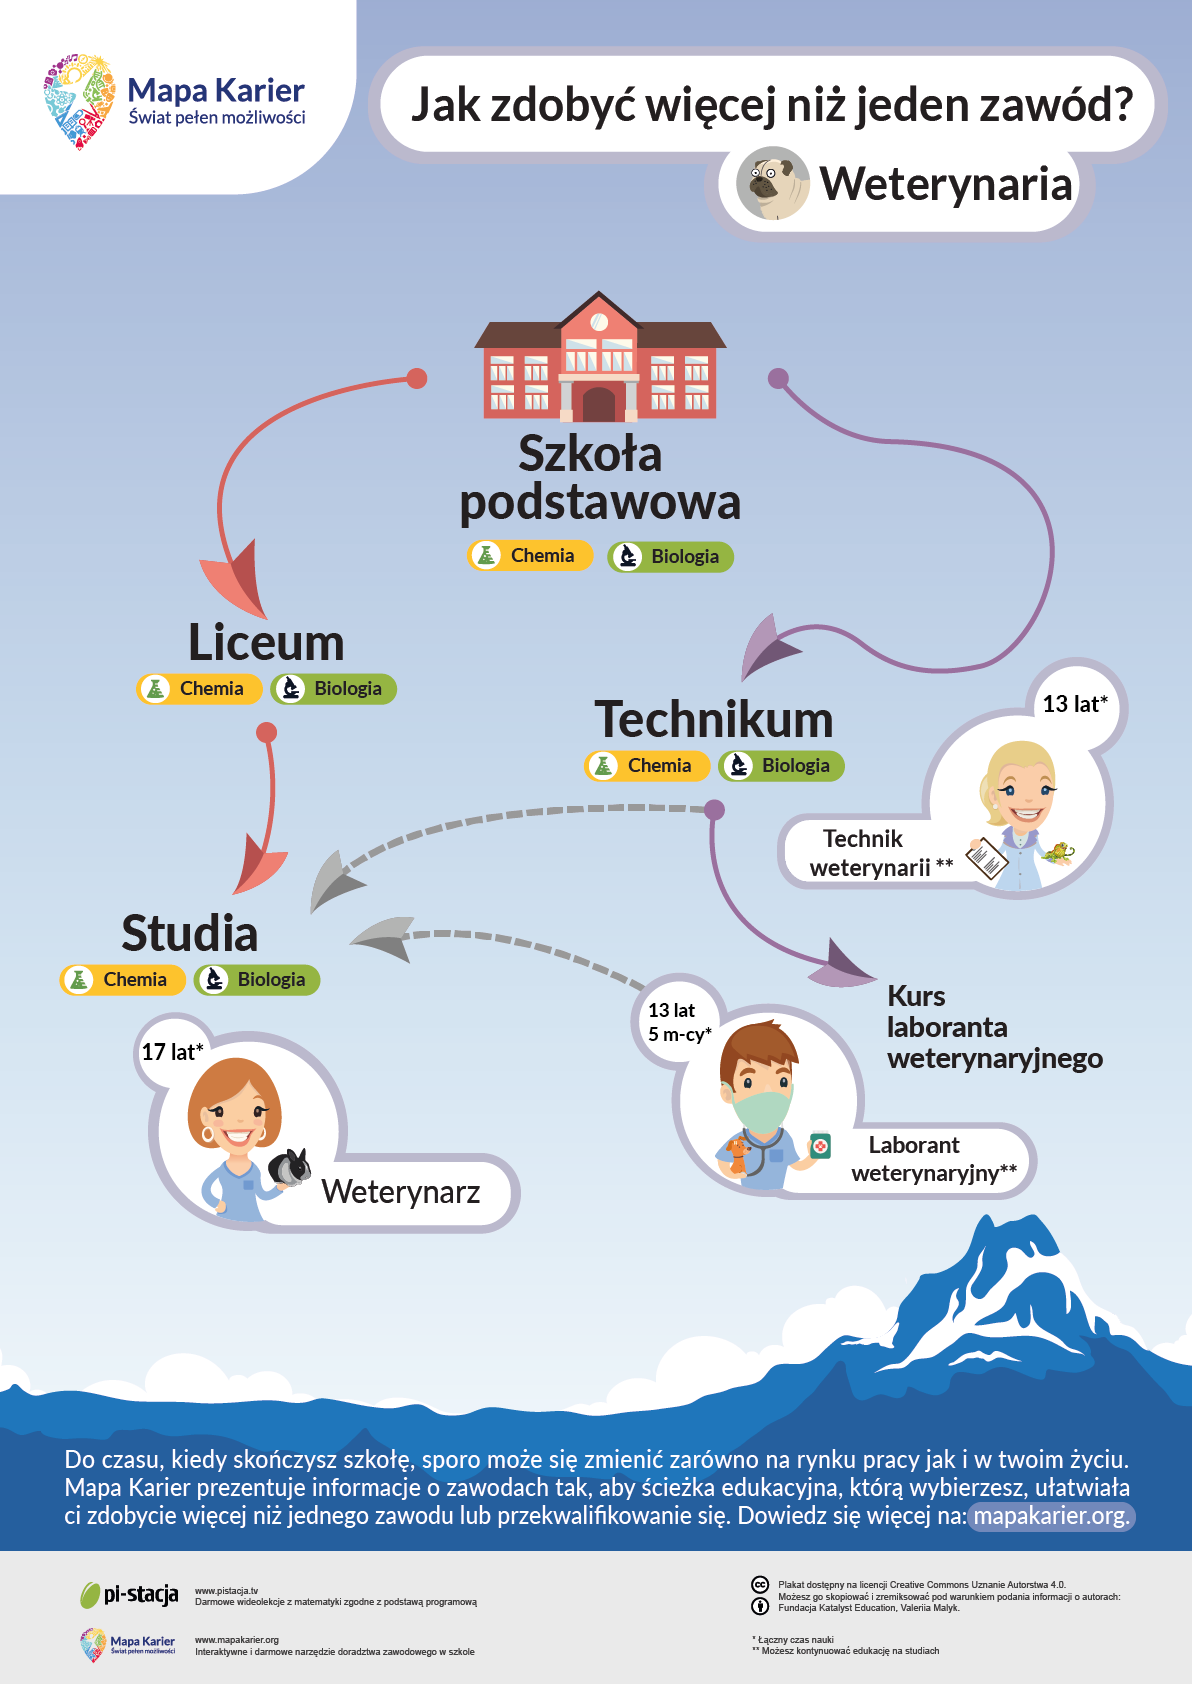 Mapa Karier
Świat pełen możliwości
Jak zdobyć więcej niż jeden zawód?
Weterynaria
Szkoła
podstawowa
Chemia
Biologia
Liceum
Chemia
Biologia
Technikum
Chemia
Biologia
13 lat*
Technik
weterynarii **
Studia
Chemia
Biologia
Kurs
laboranta
weterynaryjnego
13 lat
5 m-cy*
17 lat*
Laborant
weterynaryjny**
Weterynarz
Do czasu, kiedy skończysz szkołę, sporo może się zmienić zarówno na rynku pracy jak i w twoim życiu.
Mapa Karier prezentuje informacje o zawodach tak, aby ścieżka edukacyjna, którą wybierzesz, ułatwiała
ci zdobycie więcej niż jednego zawodu lub przekwalifikowanie się. Dowiedz się więcej na: mapakarier.org.
pi-stacja
www.pistacja.tv
Darmowe wideolekcje z matematyki zgodne z podstawą programową
Mapa Karier
Świat pełen możliwości
www.mapakarier.org
Interaktywne i darmowe narzędzie doradztwa zawodowego w szkole
cc
Plakat dostępny na licencji Creative Commons Uznanie Autorstwa 4.0.
Możesz go skopiować i zremiksować pod warunkiem podania informacji o autorach:
Fundacja Katalyst Education, Valeriia Malyk.
* Łączny czas nauki
** Możesz kontynuować edukację na studiach